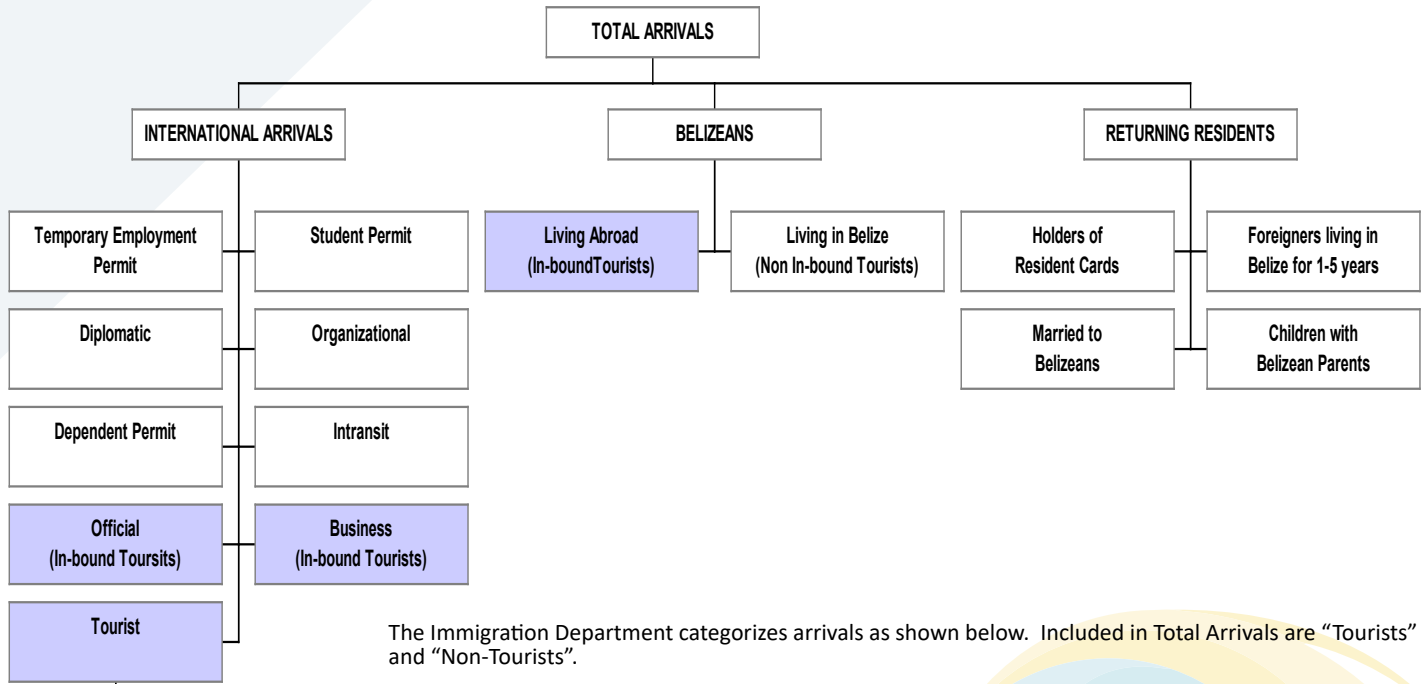 TOTAL ARRIVALS
INTERNATIONAL ARRIVALS
BELIZEANS
RETURNING RESIDENTS
Temporary Employment
Permit
Student Permit
Living Abroad
(In-boundTourists)
Living in Belize
(Non In-bound Tourists)
Holders of
Resident Cards
Foreigners living in
Belize for 1-5 years
Diplomatic
Organizational
Married to
Belizeans
Children with
Belizean Parents
Dependent Permit
Intransit
Official
(In-bound Toursits)
Business
(In-bound Tourists)
Tourist
The Immigration Department categorizes arrivals as shown below.  Included in Total Arrivals are “Tourists”
and “Non-Tourists”.